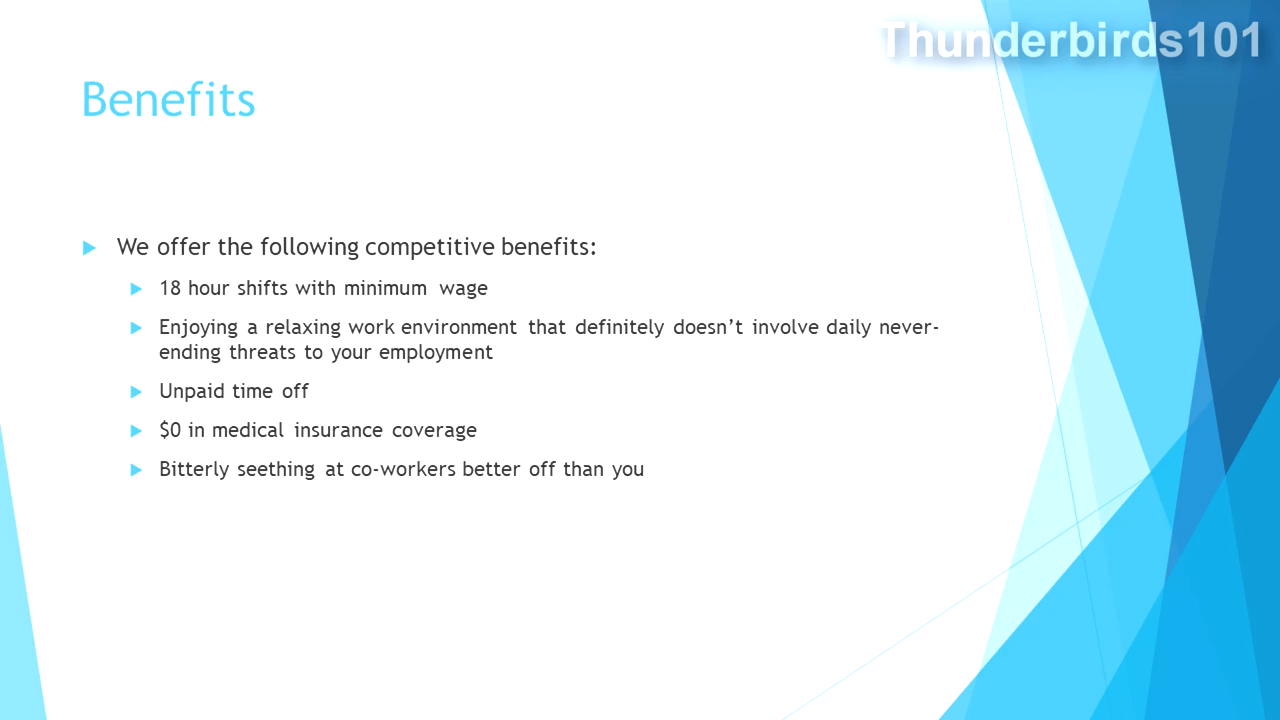 Thunderbirds101
Benefits
We offer the following competitive benefits:
18 hour shifts with minimum wage
Enjoying a relaxing work environment that definitely doesn’t involve daily never-
ending threats to your employment
Unpaid time off
$0 in medical insurance coverage
Bitterly seething at co-workers better off than you